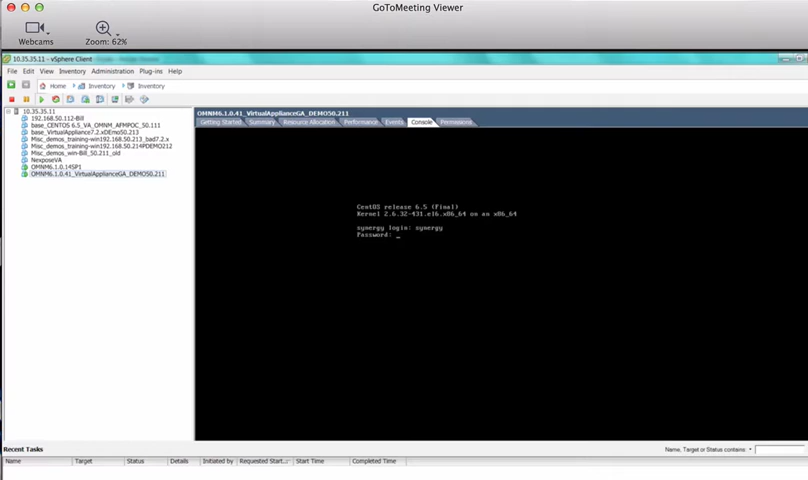 GoToMeeting Viewer
Webcams
Zoom: 62%
10.35.35.11 - vSphere Client
File Edit View Inventory Administration Plug-ins Help
Home Inventory Inventory
10.35.35.11
192.168.50.112-Bill
base_CENTOS 6.5_VA_OMNM_AFMPOC_50.111
base_VirtualAppliance7.2.xDemo50.213
Misc_demos_training-win192.168.50.213_bad7.2.x
Misc_demos_training-win192.168.50.214PDEMO212
Misc_demos_win-Bill_50.211_old
NexposeVA
OMNM6.1.0.14SP1
OMNM6.1.0.41_VirtualApplianceGA_DEMO50.211
OMNM6.1.0.41_VirtualApplianceGA_DEMO50.211
Getting Started Summary Resource Allocation Performance Events Console Permissions
CentOS release 6.5 (Final)
Kernel 2.6.32-431.el6.x86_64 on an x86_64
synergy login: synergy
Password: _
Recent Tasks
Name, Target or Status contains:
Name Target Status Details Initiated by Requested Start... Start Time Completed Time